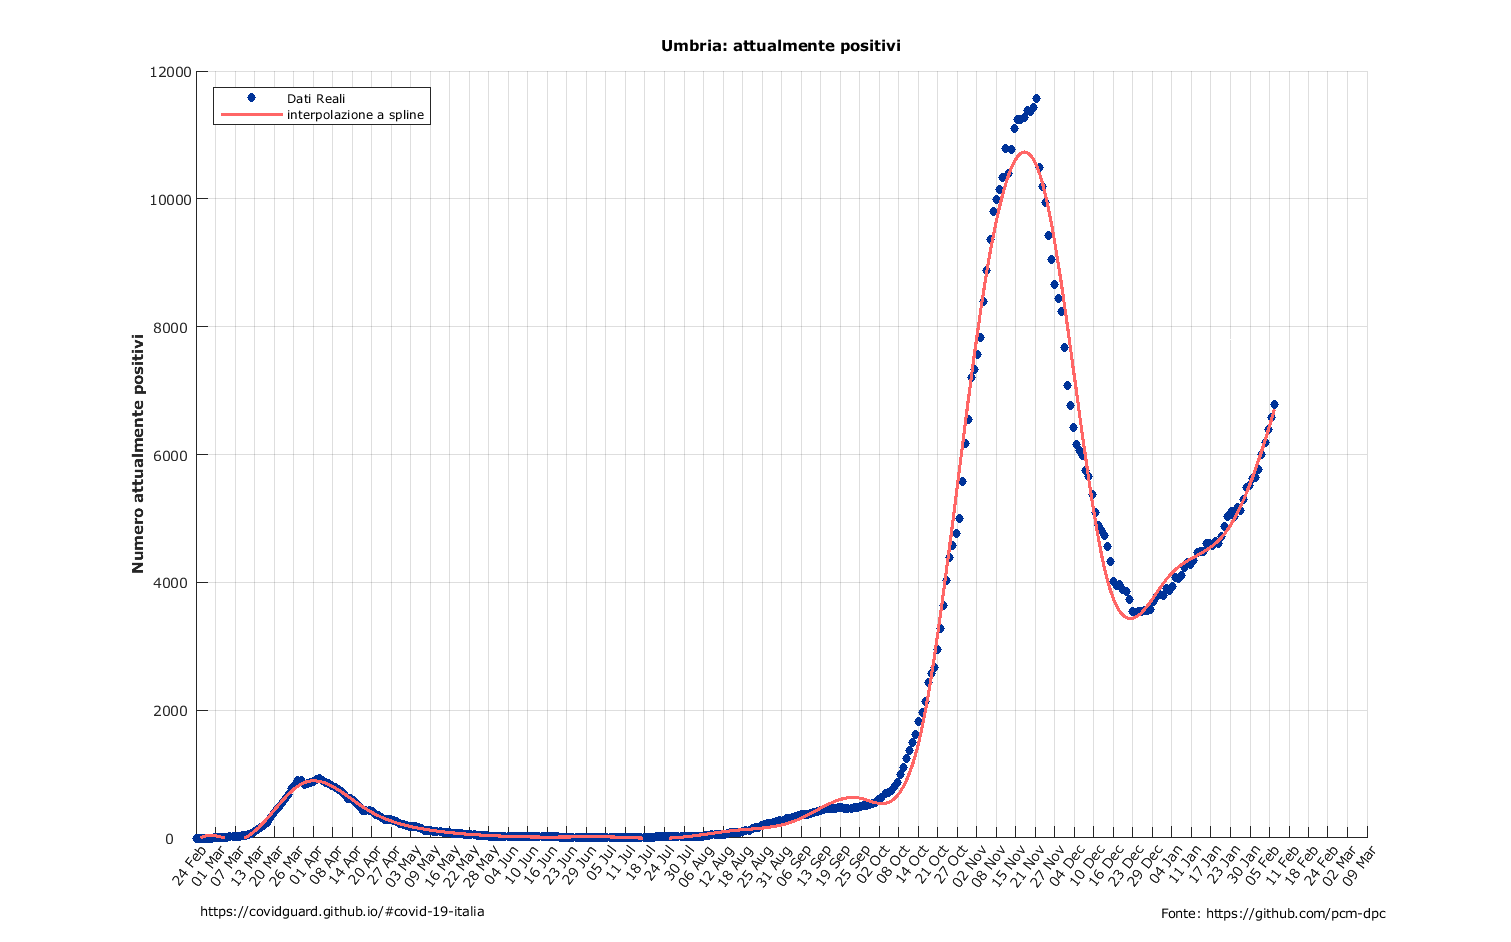 Umbria: attualmente positivi
Dati Reali
interpolazione a spline
Numero attualmente positivi
12000
10000
8000
6000
4000
2000
0
24 Feb
01 Mar
07 Mar
13 Mar
20 Mar
26 Mar
01 Apr
08 Apr
14 Apr
20 Apr
27 Apr
03 May
09 May
16 May
22 May
28 May
04 Jun
10 Jun
16 Jun
23 Jun
29 Jun
05 Jul
11 Jul
18 Jul
24 Jul
30 Jul
06 Aug
12 Aug
18 Aug
25 Aug
31 Aug
06 Sep
13 Sep
19 Sep
25 Sep
02 Oct
08 Oct
14 Oct
21 Oct
27 Oct
02 Nov
08 Nov
15 Nov
21 Nov
27 Nov
04 Dec
10 Dec
16 Dec
23 Dec
29 Dec
04 Jan
11 Jan
17 Jan
23 Jan
30 Jan
05 Feb
11 Feb
18 Feb
24 Feb
02 Mar
09 Mar
https://covidguard.github.io/#covid-19-italia
Fonte: https://github.com/pcm-dpc